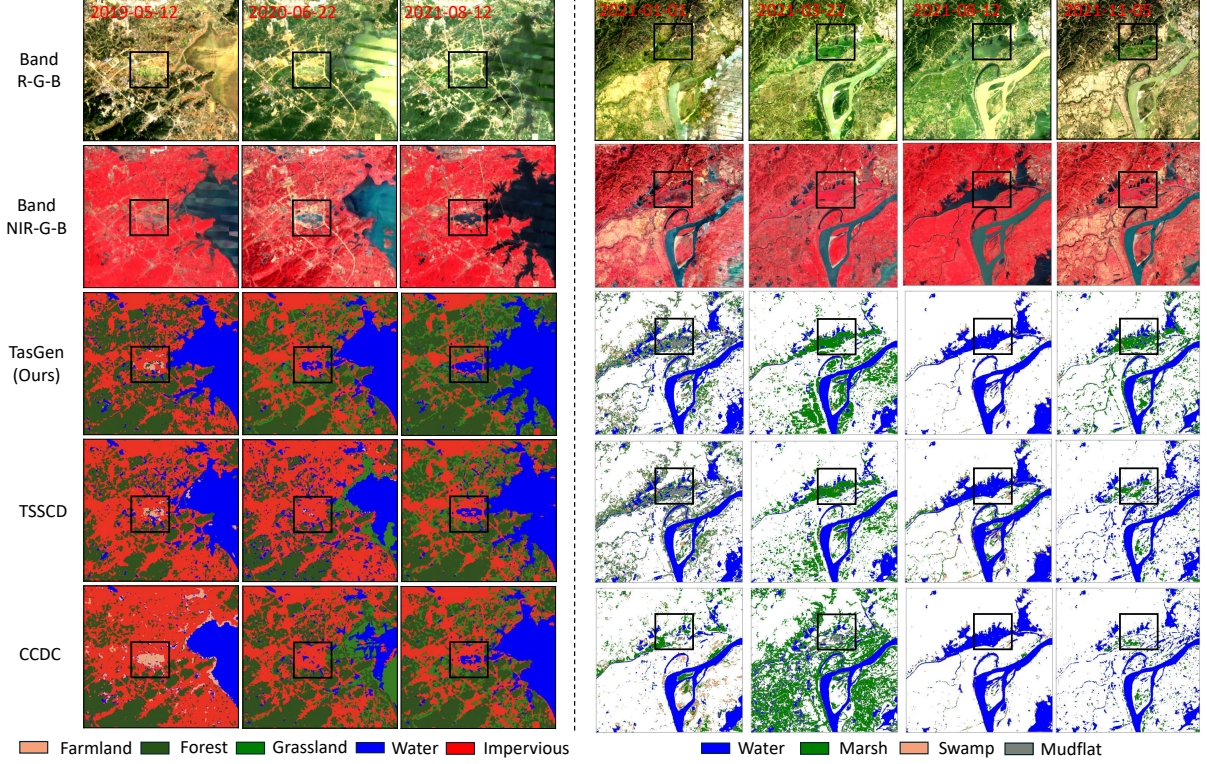 2019-05-12 2020-06-22 2021-08-12 2021-01-01 2021-03-22 2021-08-12 2021-11-05
Band
R-G-B
Band
NIR-G-B
TasGen
(Ours)
TSSCD
CCDC
Farmland Forest Grassland Water Impervious Water Marsh Swamp Mudflat